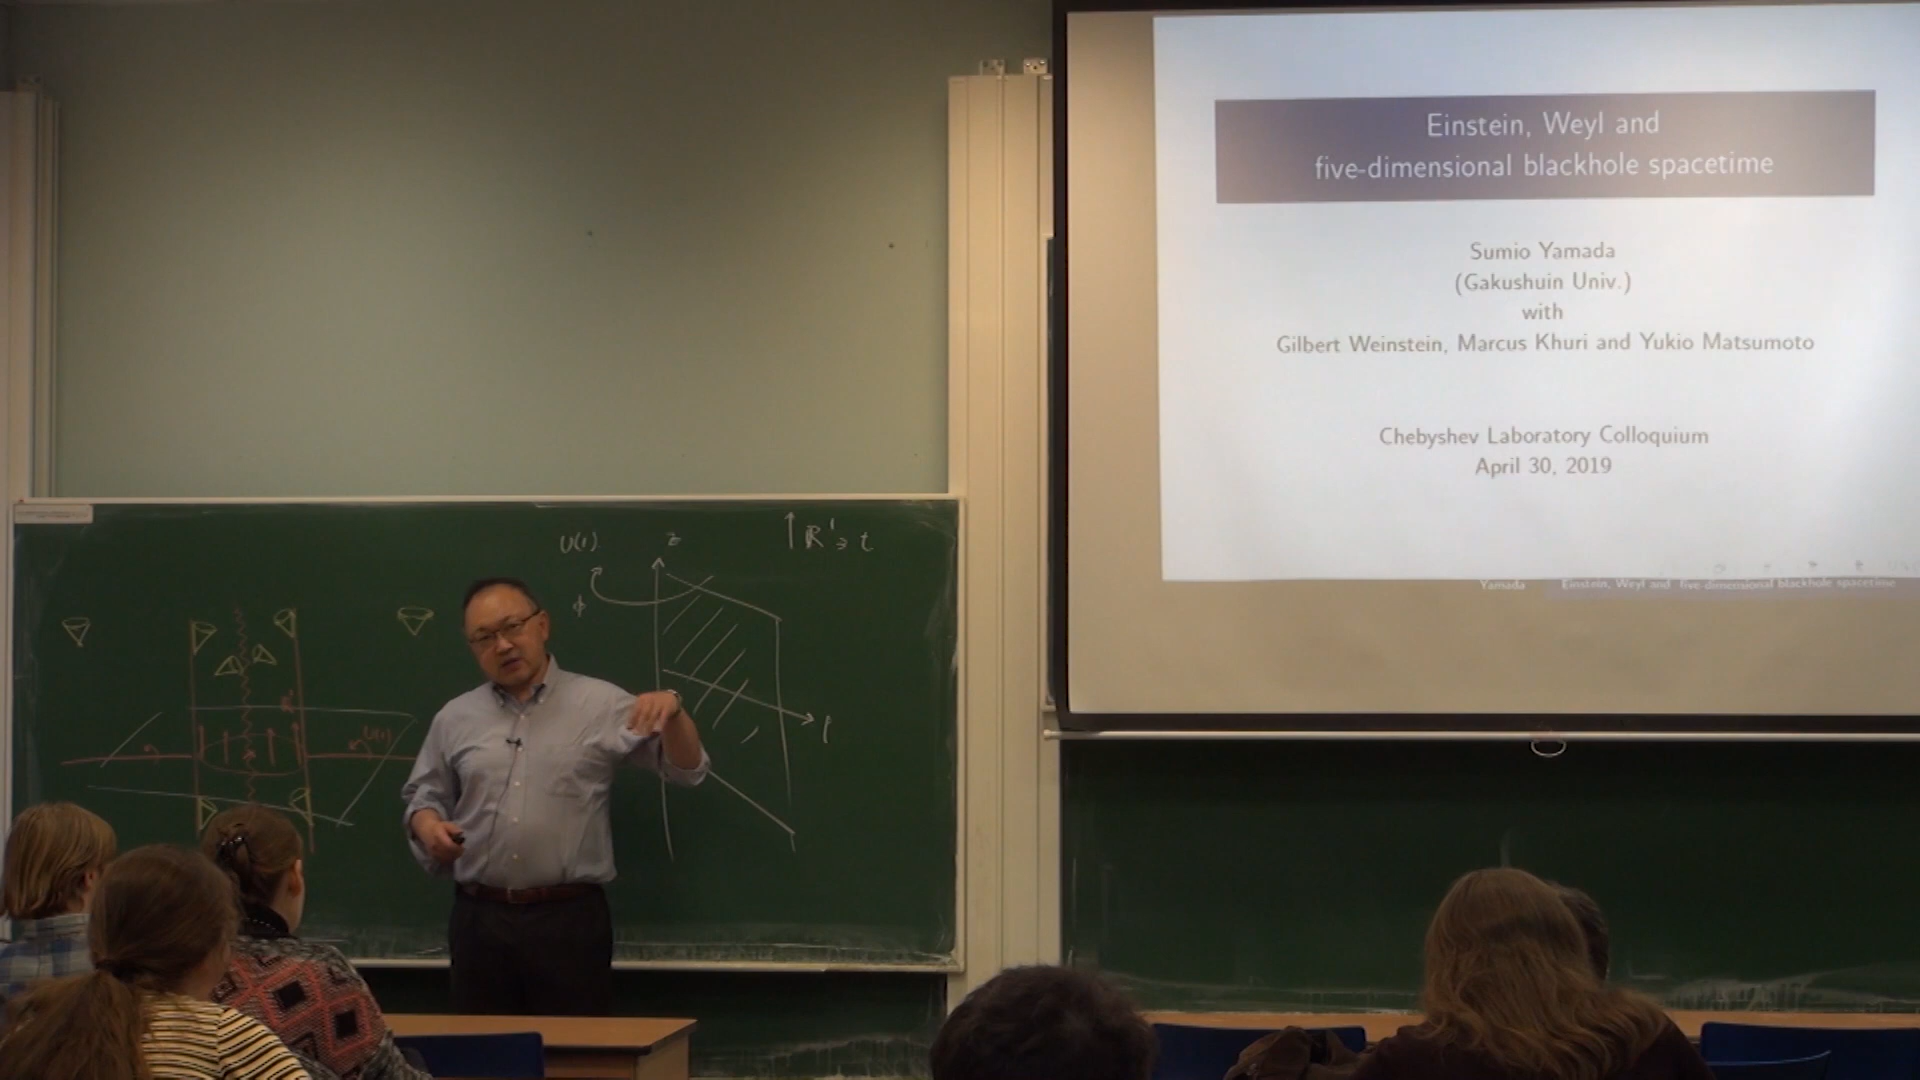 Einstein, Weyl and
five-dimensional blackhole spacetime
Sumio Yamada
(Gakushuin Univ.)
with
Gilbert Weinstein, Marcus Khuri and Yukio Matsumoto
Chebyshev Laboratory Colloquium
April 30, 2019
Yamada Einstein, Weyl and five-dimensional blackhole spacetime
U(1) z ℝ¹ ∋ t
ϕ
ρ
U(1)